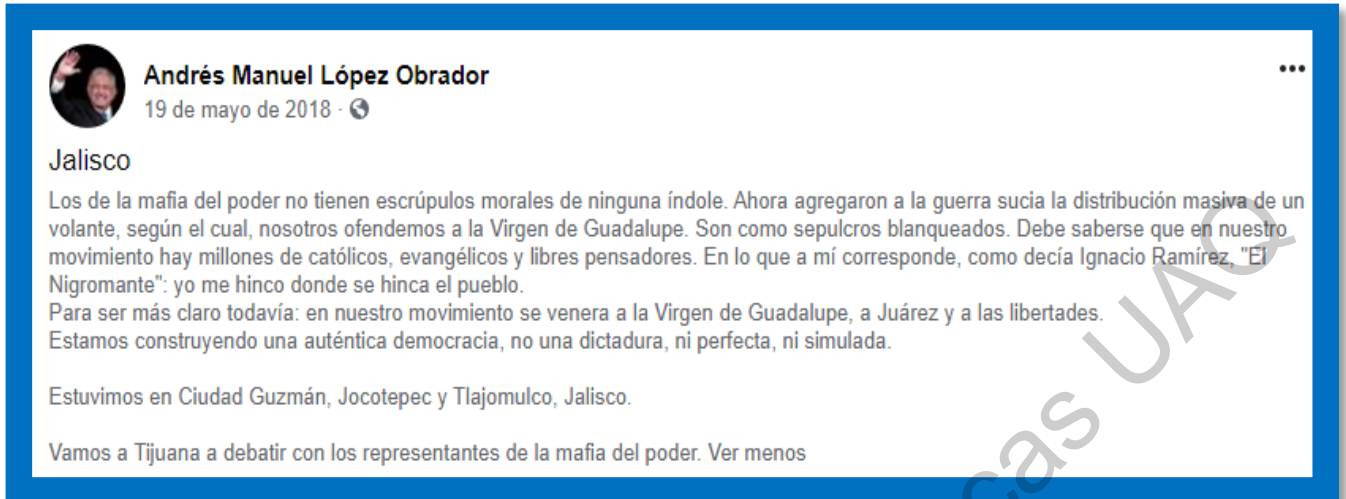 Andrés Manuel López Obrador
19 de mayo de 2018 ·
Jalisco
Los de la mafia del poder no tienen escrúpulos morales de ninguna índole. Ahora agregaron a la guerra sucia la distribución masiva de un
volante, según el cual, nosotros ofendemos a la Virgen de Guadalupe. Son como sepulcros blanqueados. Debe saberse que en nuestro
movimiento hay millones de católicos, evangélicos y libres pensadores. En lo que a mí corresponde, como decía Ignacio Ramírez, "El
Nigromante": yo me hinco donde se hinca el pueblo.
Para ser más claro todavía: en nuestro movimiento se venera a la Virgen de Guadalupe, a Juárez y a las libertades.
Estamos construyendo una auténtica democracia, no una dictadura, ni perfecta, ni simulada.
Estuvimos en Ciudad Guzmán, Jocotepec y Tlajomulco, Jalisco.
Vamos a Tijuana a debatir con los representantes de la mafia del poder. Ver menos
cas UAQ